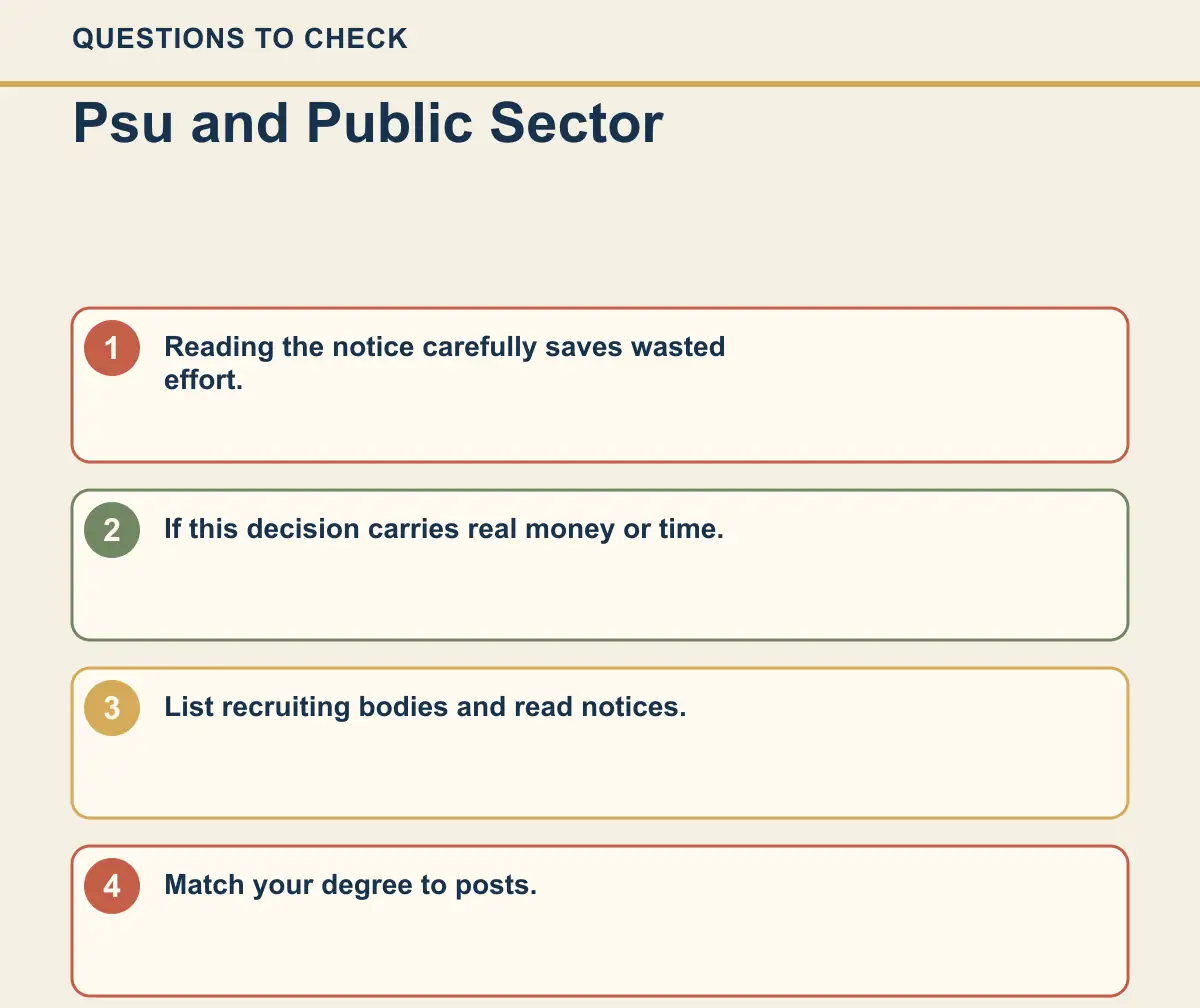 QUESTIONS TO CHECK
Psu and Public Sector
1
Reading the notice carefully saves wasted
effort.
2
If this decision carries real money or time.
3
List recruiting bodies and read notices.
4
Match your degree to posts.